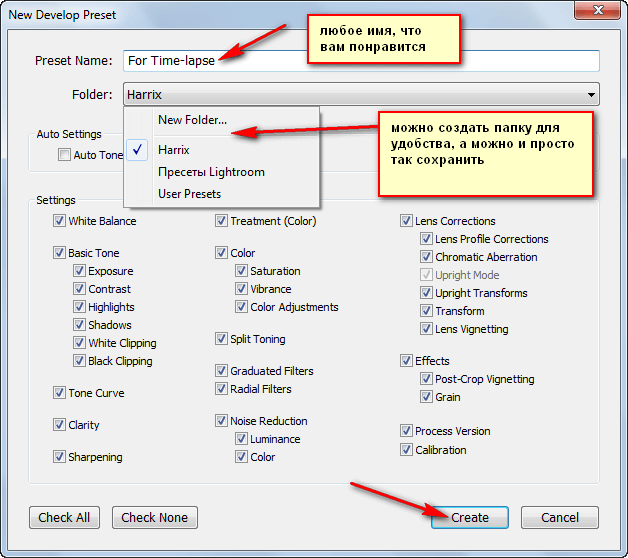 New Develop Preset
любое имя, что
вам понравится
Preset Name: For Time-lapse
Folder: Harrix
New Folder...
Harrix
Пресеты Lightroom
User Presets
можно создать папку для
удобства, а можно и просто
так сохранить
Auto Settings
Auto Tone
Settings
White Balance
Basic Tone
Exposure
Contrast
Highlights
Shadows
White Clipping
Black Clipping
Tone Curve
Clarity
Sharpening
Treatment (Color)
Color
Saturation
Vibrance
Color Adjustments
Split Toning
Graduated Filters
Radial Filters
Noise Reduction
Luminance
Color
Lens Corrections
Lens Profile Corrections
Chromatic Aberration
Upright Mode
Upright Transforms
Transform
Lens Vignetting
Effects
Post-Crop Vignetting
Grain
Process Version
Calibration
Check All
Check None
Create
Cancel